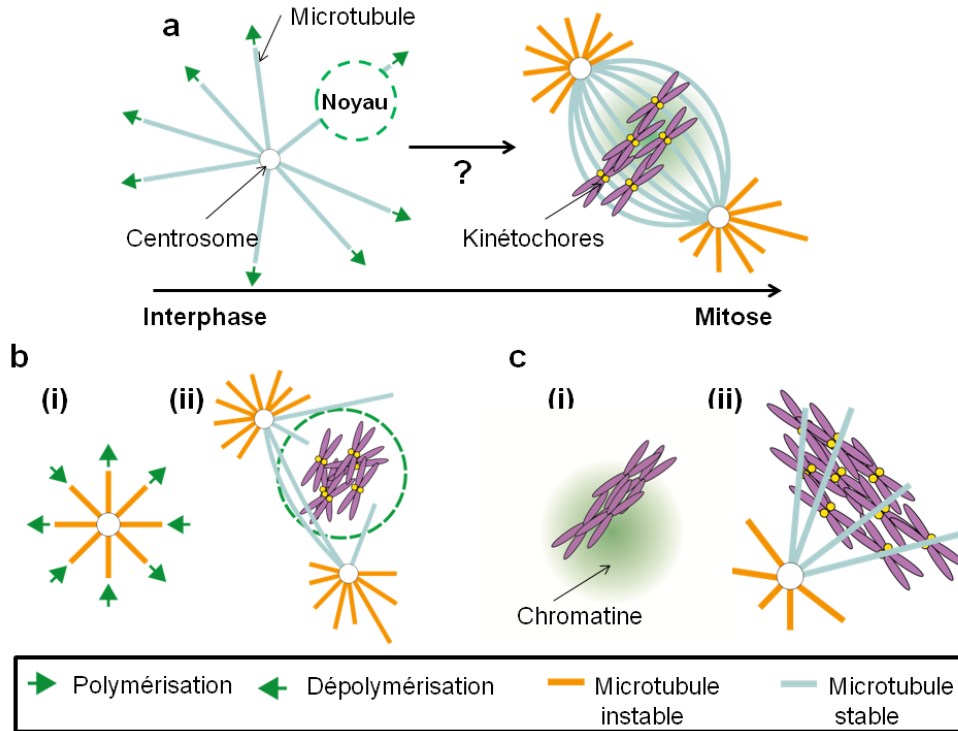 a
Microtubule
Noyau
?
Centrosome
Kinétochores
Interphase
Mitose
b
(i)
(ii)
c
(i)
(ii)
Chromatine
Polymérisation
Dépolymérisation
Microtubule
instable
Microtubule
stable